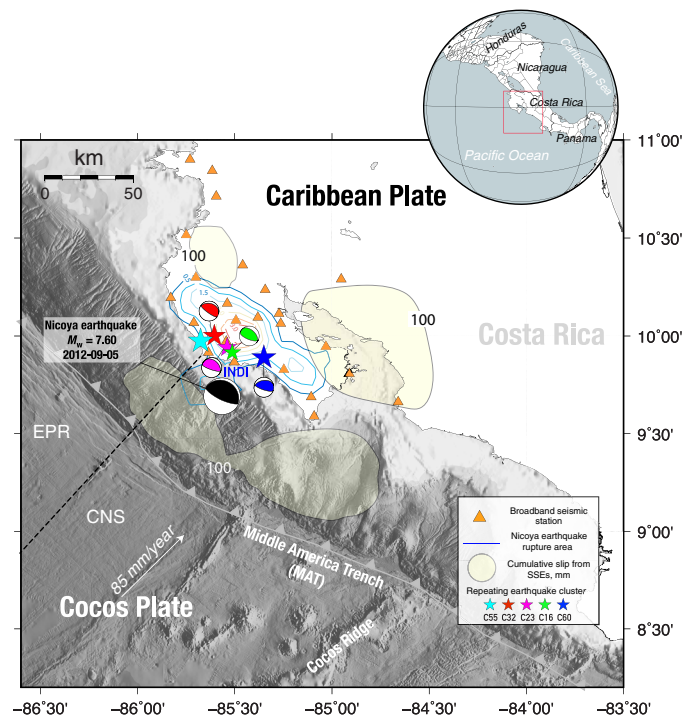 Honduras
Caribbean Sea
Nicaragua
Costa Rica
Panama
Pacific Ocean
km
0 50
Caribbean Plate
100
0.5
1.5
100
Nicoya earthquake
Mw = 7.60
2012-09-05
Costa Rica
INDI
EPR
100
CNS
85 mm/year
Middle America Trench
(MAT)
Cocos Plate
Cocos Ridge
Broadband seismic
station
Nicoya earthquake
rupture area
Cumulative slip from
SSEs, mm
Repeating earthquake cluster
C55 C32 C23 C16 C60
11°00'
10°30'
10°00'
9°30'
9°00'
8°30'
−86°30' −86°00' −85°30' −85°00' −84°30' −84°00' −83°30'